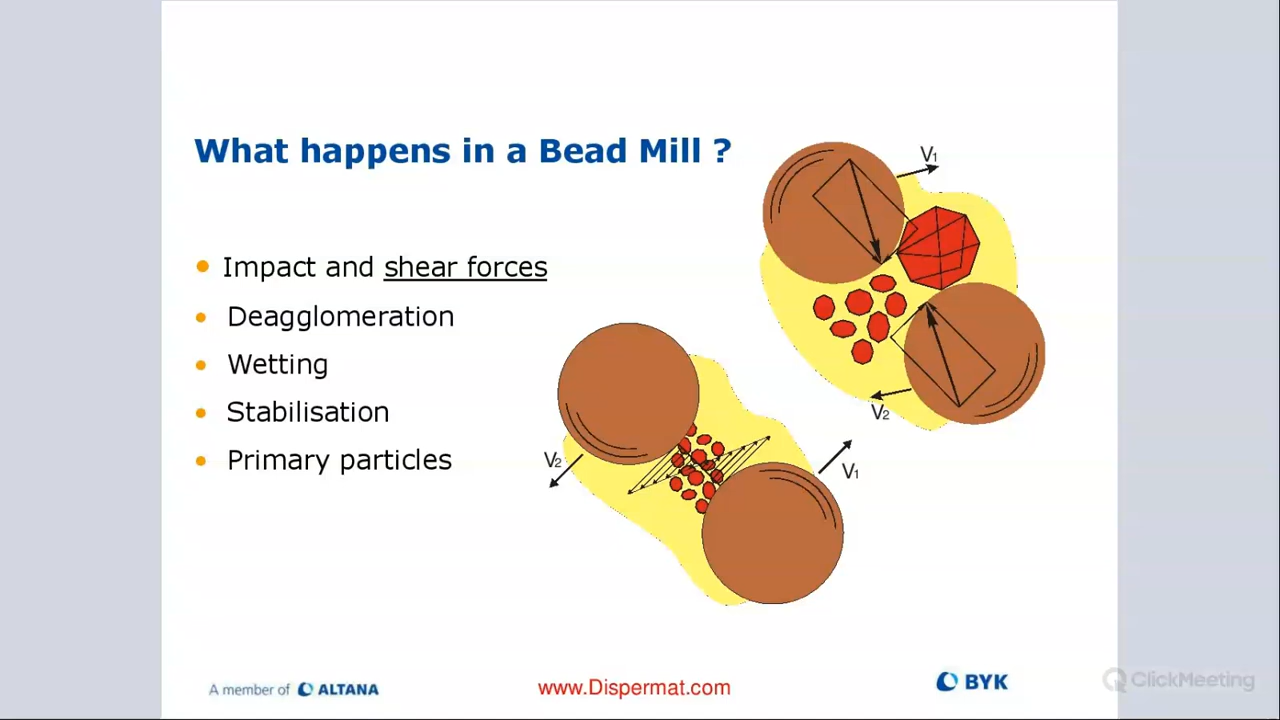 What happens in a Bead Mill ?
Impact and shear forces
Deagglomeration
Wetting
Stabilisation
Primary particles
V1
V2
V2
V1
A member of ALTANA
www.Dispermat.com
BYK
ClickMeeting